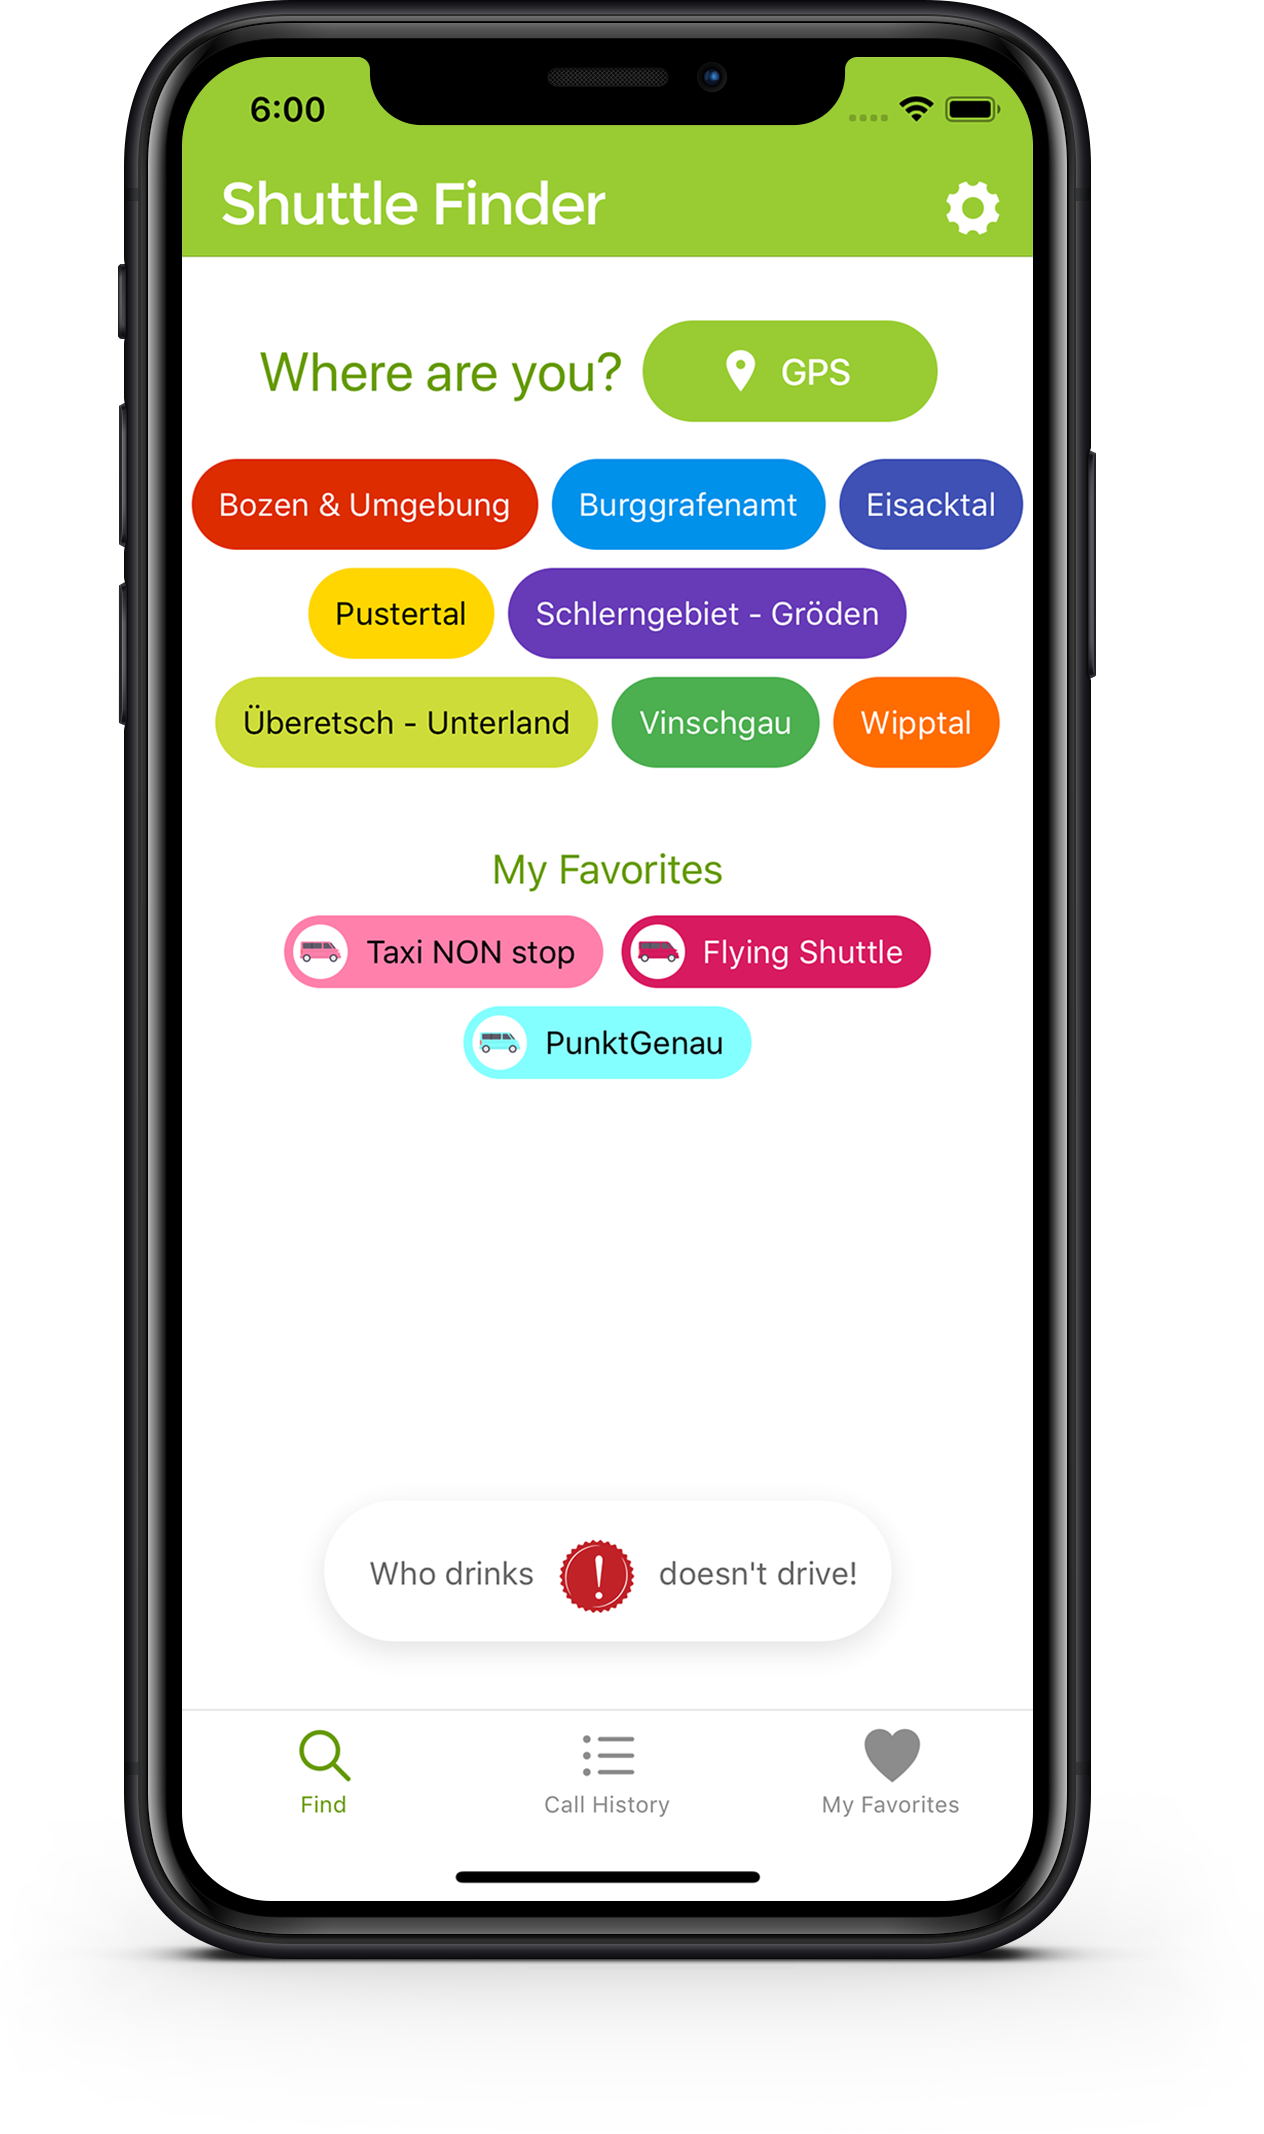 6:00
Shuttle Finder
Where are you? GPS
Bozen & Umgebung Burggrafenamt Eisacktal
Pustertal Schlerngebiet - Gröden
Überetsch - Unterland Vinschgau Wipptal
My Favorites
Taxi NON stop Flying Shuttle
PunktGenau
Who drinks ! doesn't drive!
Find Call History My Favorites